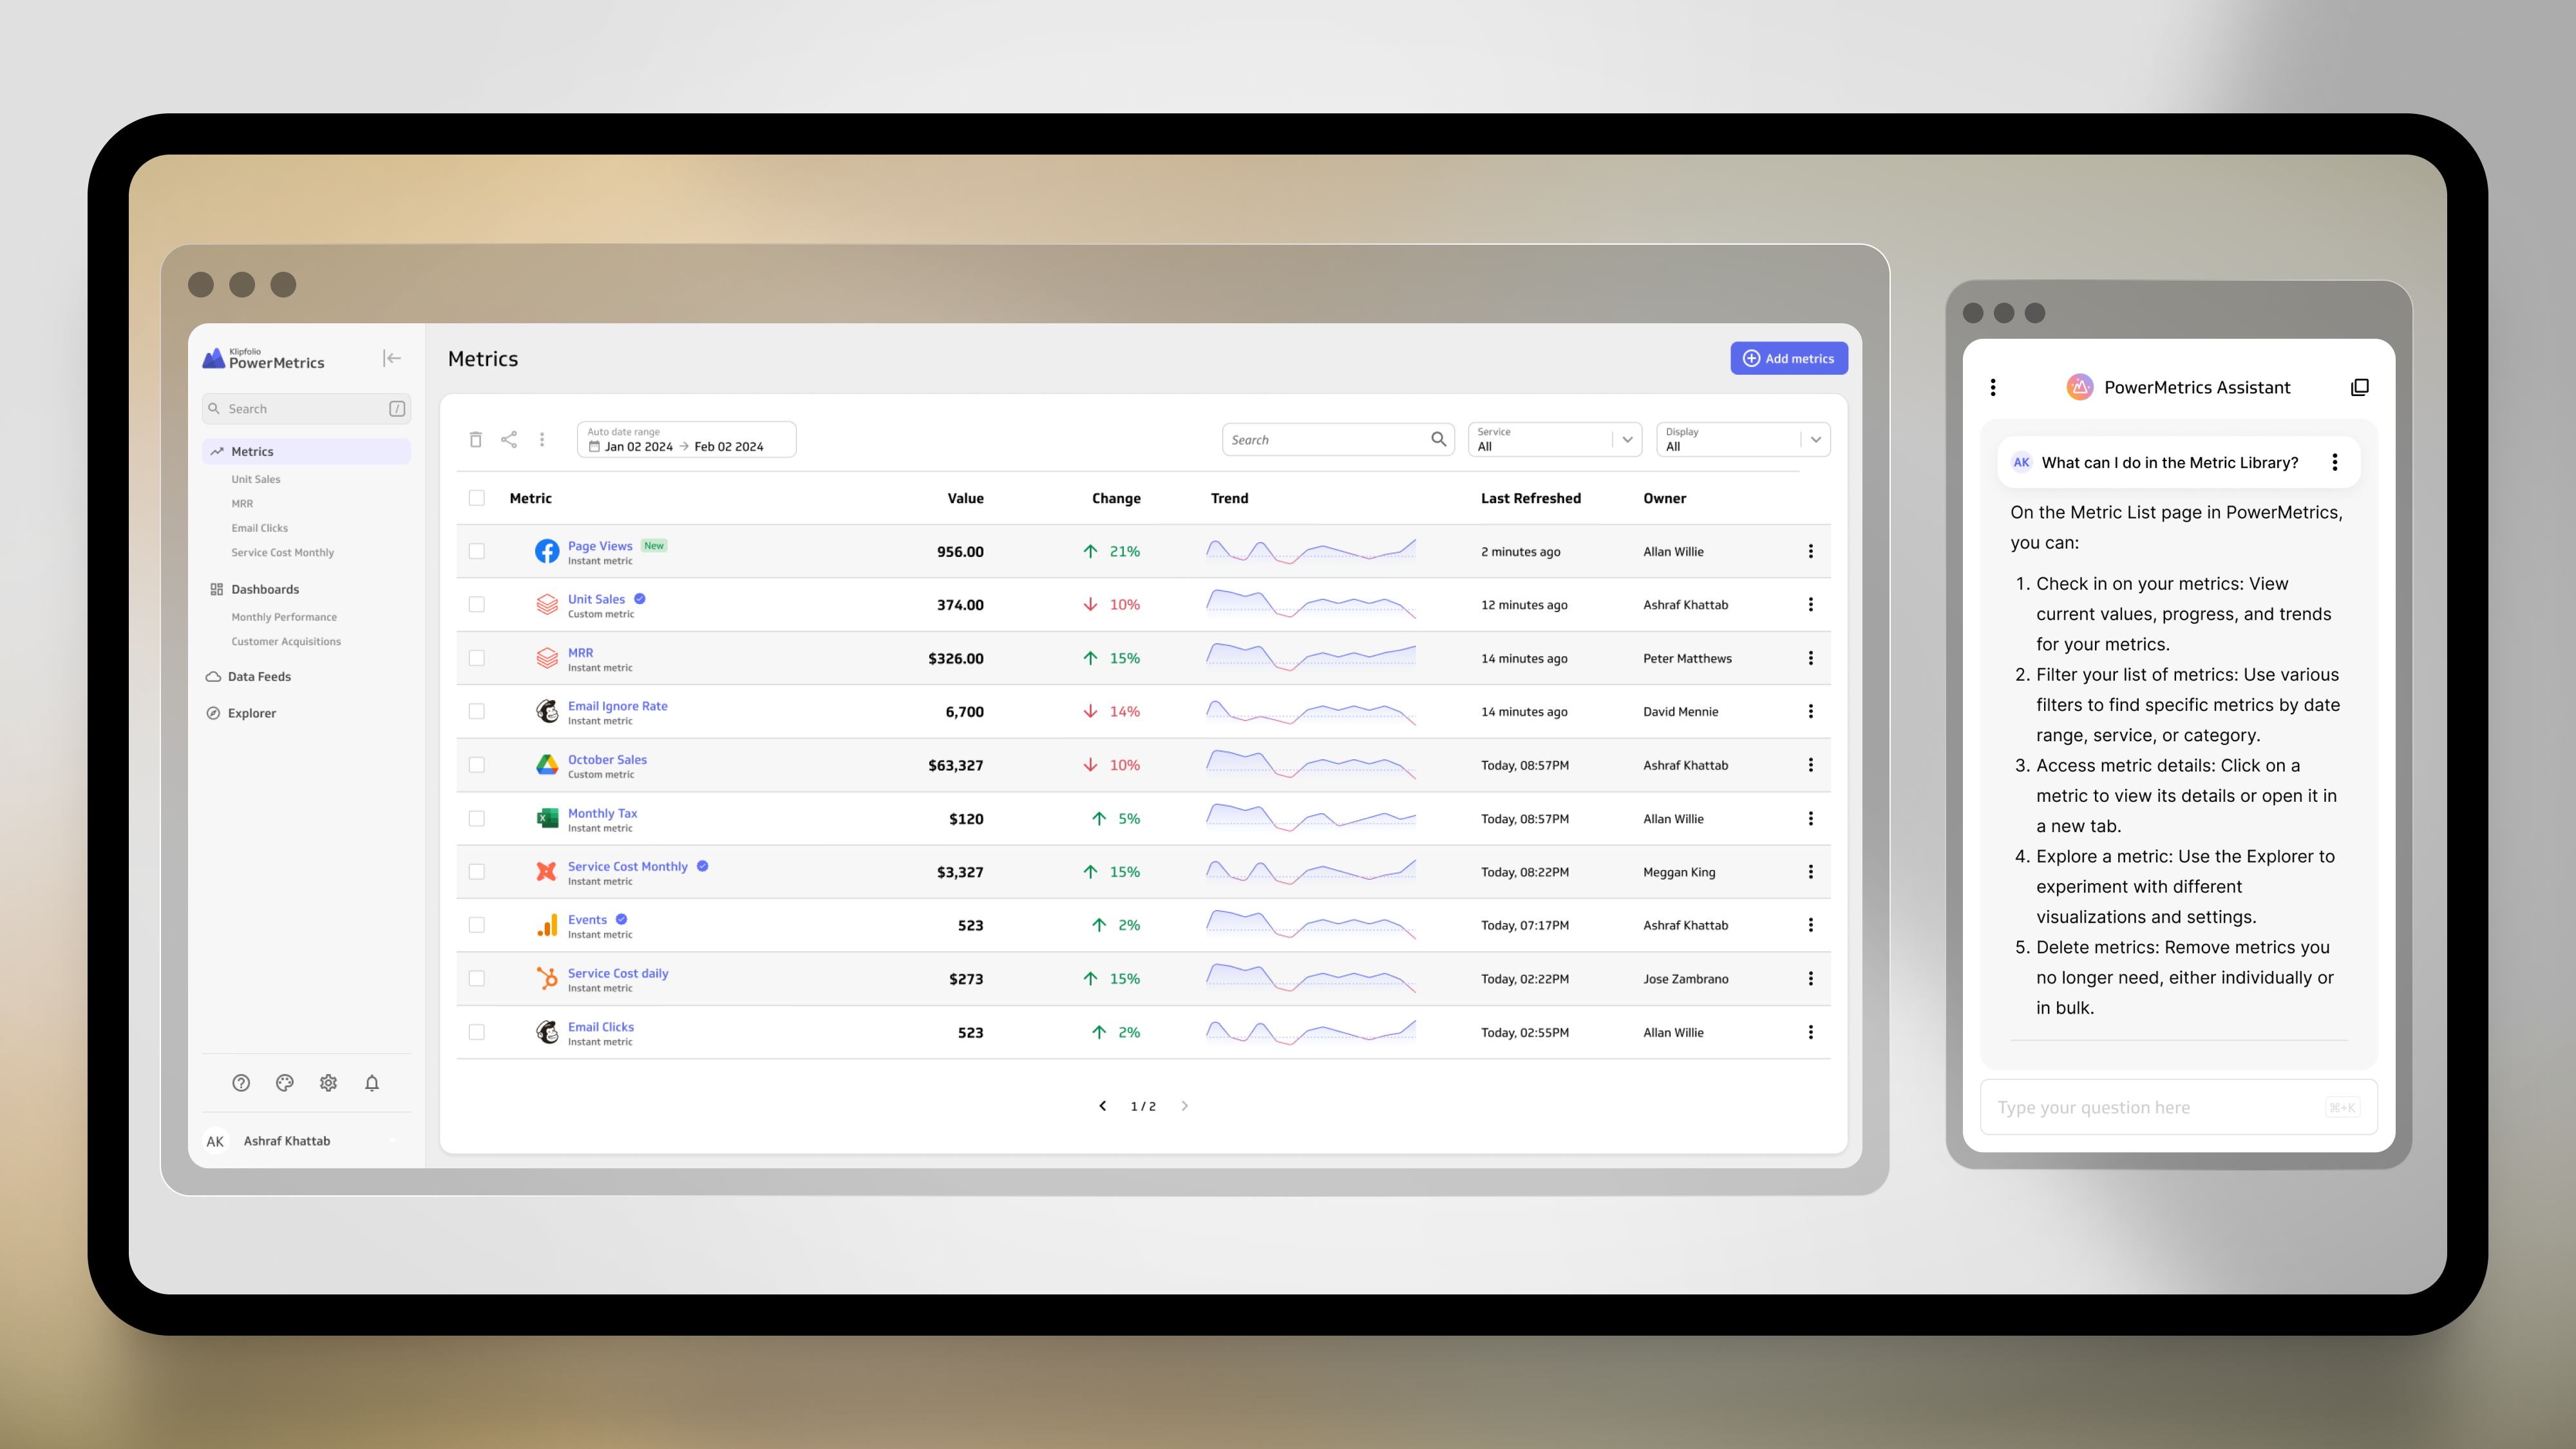 Klipfolio
PowerMetrics
Search /
Metrics
Unit Sales
MRR
Email Clicks
Service Cost Monthly
Dashboards
Monthly Performance
Customer Acquisitions
Data Feeds
Explorer
AK Ashraf Khattab
Metrics
Add metrics
Auto date range
Jan 02 2024 → Feb 02 2024
Search
Service
All
Display
All
Metric Value Change Trend Last Refreshed Owner
Page Views New
Instant metric
956.00 ↑ 21% 2 minutes ago Allan Willie
Unit Sales
Custom metric
374.00 ↓ 10% 12 minutes ago Ashraf Khattab
MRR
Instant metric
$326.00 ↑ 15% 14 minutes ago Peter Matthews
Email Ignore Rate
Instant metric
6,700 ↓ 14% 14 minutes ago David Mennie
October Sales
Custom metric
$63,327 ↓ 10% Today, 08:57PM Ashraf Khattab
Monthly Tax
Instant metric
$120 ↑ 5% Today, 08:57PM Allan Willie
Service Cost Monthly
Instant metric
$3,327 ↑ 15% Today, 08:22PM Meggan King
Events
Instant metric
523 ↑ 2% Today, 07:17PM Ashraf Khattab
Service Cost daily
Instant metric
$273 ↑ 15% Today, 02:22PM Jose Zambrano
Email Clicks
Instant metric
523 ↑ 2% Today, 02:55PM Allan Willie
1 / 2
PowerMetrics Assistant
AK What can I do in the Metric Library?
On the Metric List page in PowerMetrics,
you can:
1. Check in on your metrics: View
current values, progress, and trends
for your metrics.
2. Filter your list of metrics: Use various
filters to find specific metrics by date
range, service, or category.
3. Access metric details: Click on a
metric to view its details or open it in
a new tab.
4. Explore a metric: Use the Explorer to
experiment with different
visualizations and settings.
5. Delete metrics: Remove metrics you
no longer need, either individually or
in bulk.
Type your question here ⌘+K